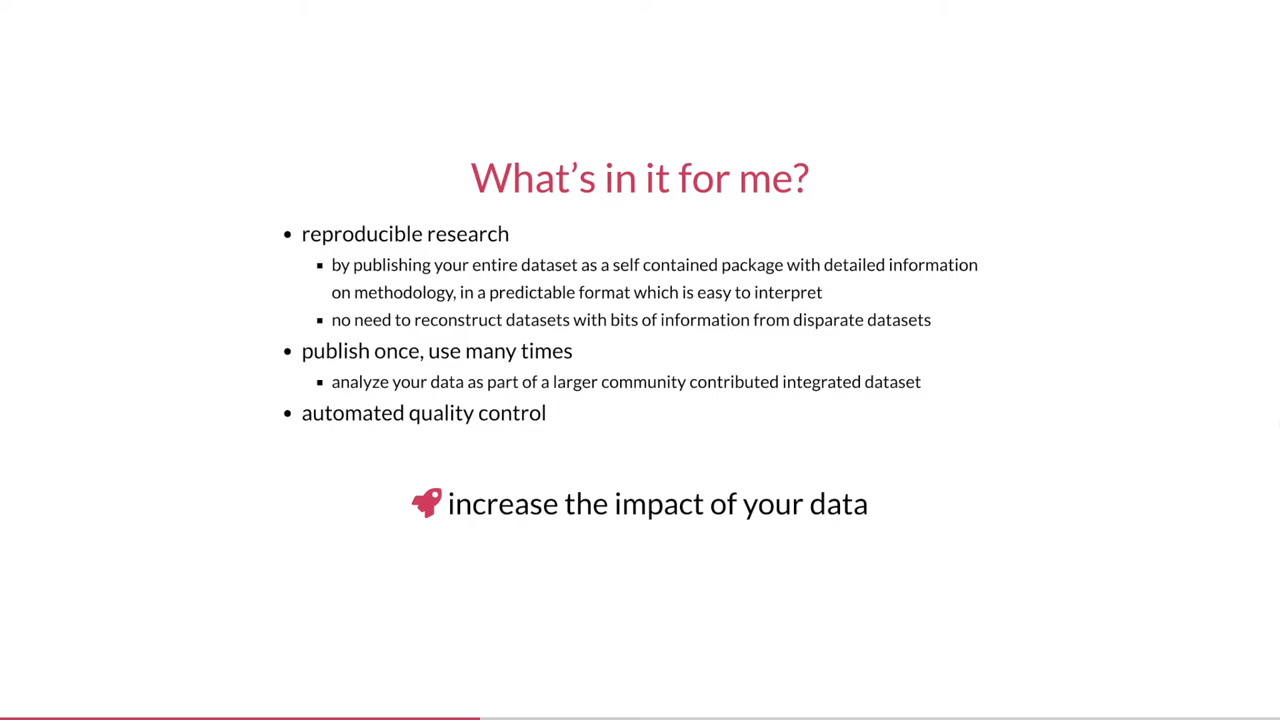 What’s in it for me?
• reproducible research
▪ by publishing your entire dataset as a self contained package with detailed information
on methodology, in a predictable format which is easy to interpret
▪ no need to reconstruct datasets with bits of information from disparate datasets
• publish once, use many times
▪ analyze your data as part of a larger community contributed integrated dataset
• automated quality control
increase the impact of your data